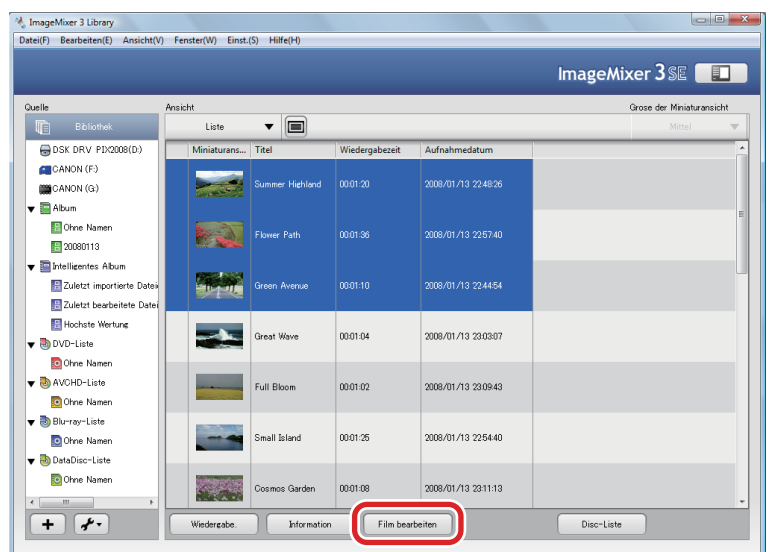 ImageMixer 3 Library
Datei(F) Bearbeiten(E) Ansicht(V) Fenster(W) Einst.(S) Hilfe(H)
ImageMixer 3 SE
Quelle
Bibliothek
DSK DRV PIX2008(D:)
CANON (F:)
CANON (G:)
Album
Ohne Namen
20080113
Intelligentes Album
Zuletzt importierte Datei
Zuletzt bearbeitete Datei
Hochste Wertung
DVD-Liste
Ohne Namen
AVCHD-Liste
Ohne Namen
Blu-ray-Liste
Ohne Namen
DataDisc-Liste
Ohne Namen
Ansicht
Grose der Miniaturansicht
Liste
Mittel
Miniaturans... Titel Wiedergabezeit Aufnahmedatum
Summer Highland 00:01:20 2008/01/13 22:48:26
Flower Path 00:01:36 2008/01/13 22:57:40
Green Avenue 00:01:10 2008/01/13 22:44:54
Great Wave 00:01:04 2008/01/13 23:03:07
Full Bloom 00:01:02 2008/01/13 23:09:43
Small Island 00:01:25 2008/01/13 22:54:40
Cosmos Garden 00:01:08 2008/01/13 23:11:13
Wiedergabe. Information Film bearbeiten Disc-Liste